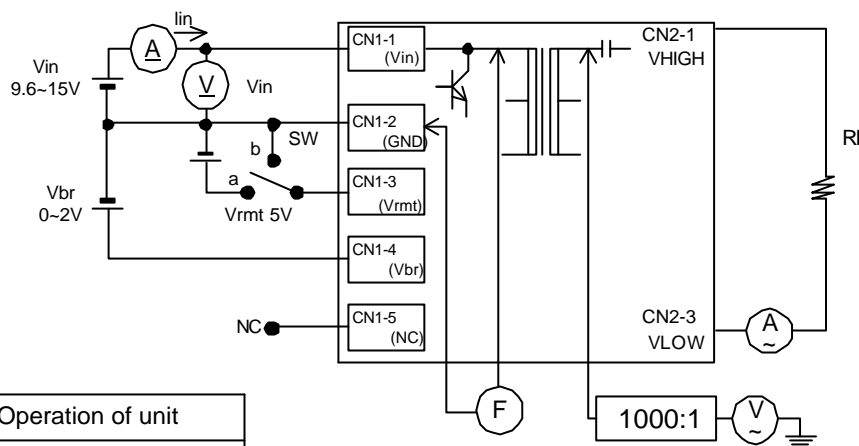 Iin
A
CN1-1
(Vin)
CN2-1
VHIGH
Vin
9.6~15V
V
Vin
CN1-2
(GND)
SW
b
a
Vrmt 5V
CN1-3
(Vrmt)
Vbr
0~2V
CN1-4
(Vbr)
NC
CN1-5
(NC)
CN2-3
VLOW
A
~
F
1000:1
V
~
Operation of unit